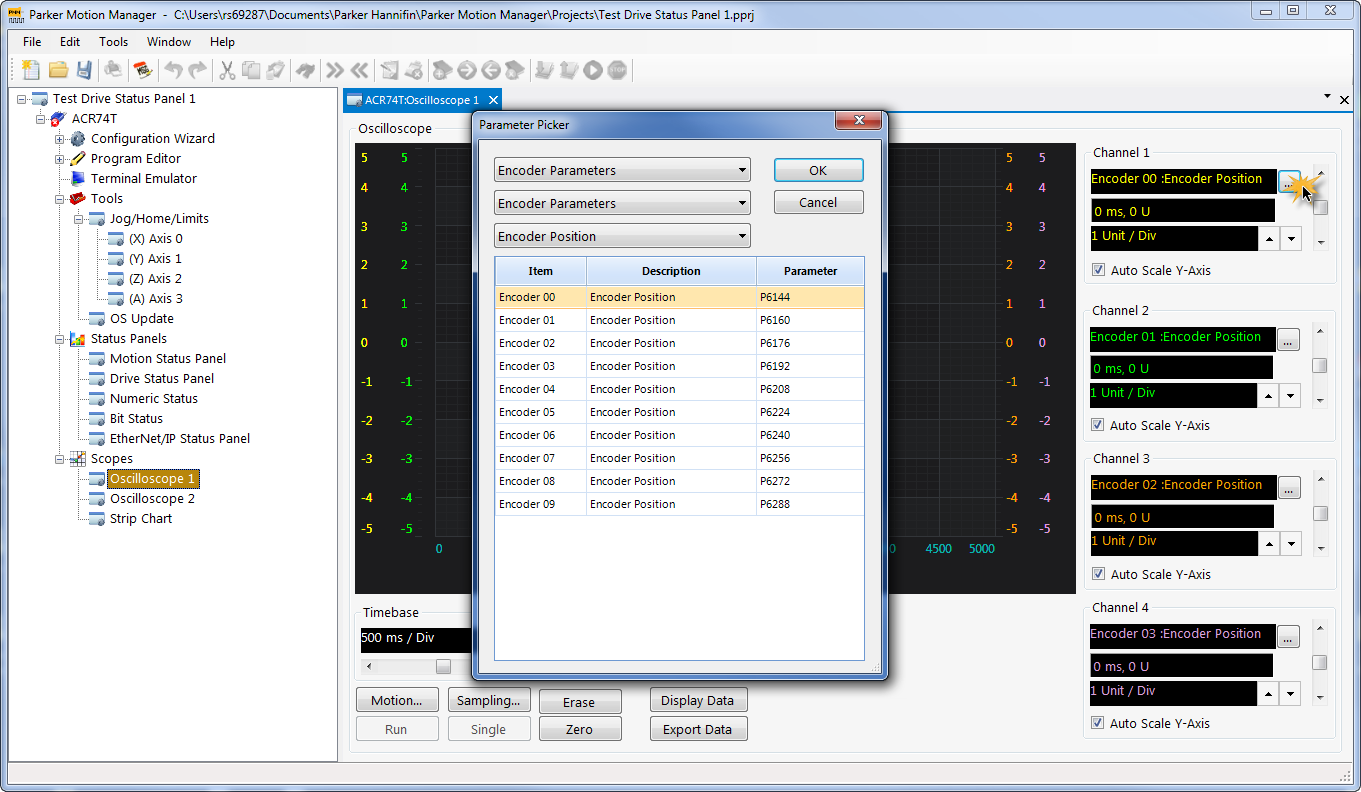 Parker Motion Manager - C:\Users\rs69287\Documents\Parker Hannifin\Parker Motion Manager\Projects\Test Drive Status Panel 1.pprj
File Edit Tools Window Help
Test Drive Status Panel 1
ACR74T
Configuration Wizard
Program Editor
Terminal Emulator
Tools
Jog/Home/Limits
(X) Axis 0
(Y) Axis 1
(Z) Axis 2
(A) Axis 3
OS Update
Status Panels
Motion Status Panel
Drive Status Panel
Numeric Status
Bit Status
EtherNet/IP Status Panel
Scopes
Oscilloscope 1
Oscilloscope 2
Strip Chart
ACR74T:Oscilloscope 1
Oscilloscope
5 5 5 5
4 4 4 4
3 3 3 3
2 2 2 2
1 1 1 1
0 0 0 0
-1 -1 -1 -1
-2 -2 -2 -2
-3 -3 -3 -3
-4 -4 -4 -4
-5 -5 -5 -5
0 0 4500 5000
Timebase
500 ms / Div
Motion... Sampling... Erase Display Data
Run Single Zero Export Data
Parameter Picker
Encoder Parameters OK
Encoder Parameters Cancel
Encoder Position
Item Description Parameter
Encoder 00 Encoder Position P6144
Encoder 01 Encoder Position P6160
Encoder 02 Encoder Position P6176
Encoder 03 Encoder Position P6192
Encoder 04 Encoder Position P6208
Encoder 05 Encoder Position P6224
Encoder 06 Encoder Position P6240
Encoder 07 Encoder Position P6256
Encoder 08 Encoder Position P6272
Encoder 09 Encoder Position P6288
Channel 1
Encoder 00 :Encoder Position ...
0 ms, 0 U
1 Unit / Div
Auto Scale Y-Axis
Channel 2
Encoder 01 :Encoder Position ...
0 ms, 0 U
1 Unit / Div
Auto Scale Y-Axis
Channel 3
Encoder 02 :Encoder Position ...
0 ms, 0 U
1 Unit / Div
Auto Scale Y-Axis
Channel 4
Encoder 03 :Encoder Position ...
0 ms, 0 U
1 Unit / Div
Auto Scale Y-Axis